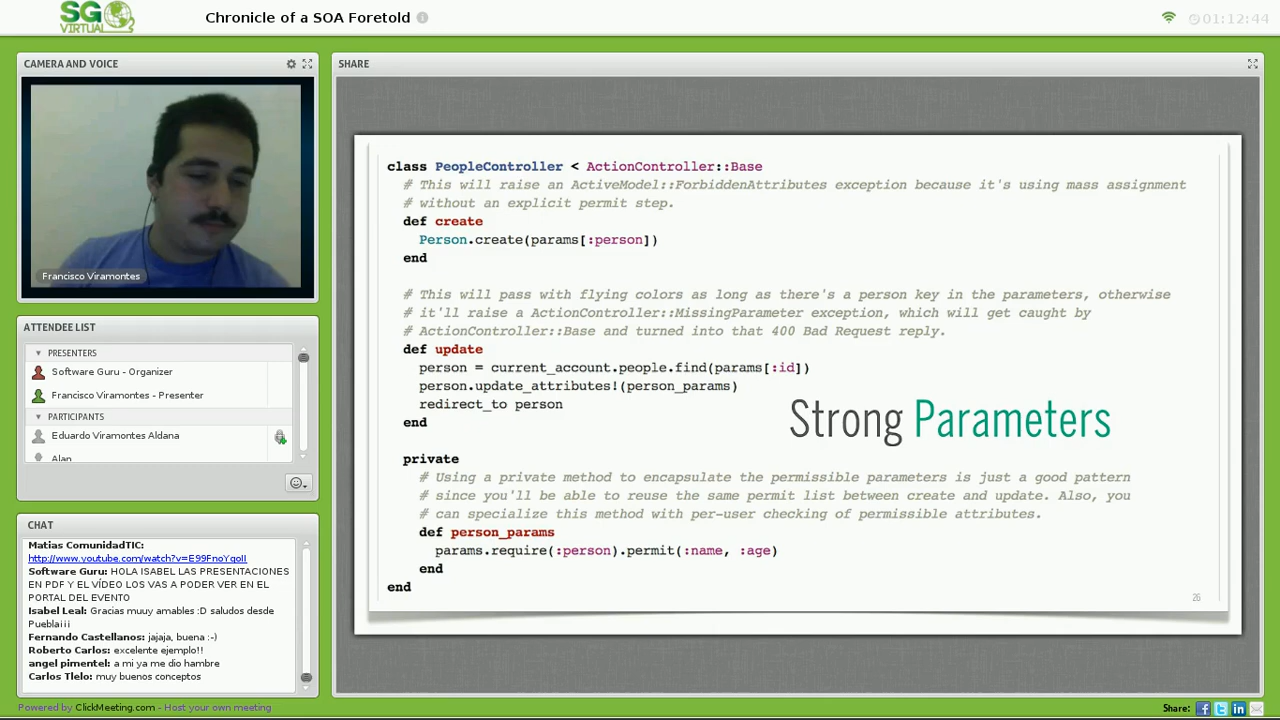 SG
VIRTUAL
Chronicle of a SOA Foretold
01:12:44
CAMERA AND VOICE
Francisco Viramontes
ATTENDEE LIST
PRESENTERS
Software Guru - Organizer
Francisco Viramontes - Presenter
PARTICIPANTS
Eduardo Viramontes Aldana
Alan
CHAT
Matias ComunidadTIC:
http://www.youtube.com/watch?v=E99FnoYqoII
Software Guru: HOLA ISABEL LAS PRESENTACIONES
EN PDF Y EL VÍDEO LOS VAS A PODER VER EN EL
PORTAL DEL EVENTO
Isabel Leal: Gracias muuy amables :D saludos desde
Pueblaiii
Fernando Castellanos: jajaja, buena :-)
Roberto Carlos: excelente ejemplo!!
angel pimentel: a mi ya me dio hambre
Carlos Tlelo: muy buenos conceptos
SHARE
class PeopleController < ActionController::Base
# This will raise an ActiveModel::ForbiddenAttributes exception because it's using mass assignment
# without an explicit permit step.
def create
Person.create(params[:person])
end
# This will pass with flying colors as long as there's a person key in the parameters, otherwise
# it'll raise a ActionController::MissingParameter exception, which will get caught by
# ActionController::Base and turned into that 400 Bad Request reply.
def update
person = current_account.people.find(params[:id])
person.update_attributes!(person_params)
redirect_to person
end
Strong Parameters
private
# Using a private method to encapsulate the permissible parameters is just a good pattern
# since you'll be able to reuse the same permit list between create and update. Also, you
# can specialize this method with per-user checking of permissible attributes.
def person_params
params.require(:person).permit(:name, :age)
end
end
26
Powered by ClickMeeting.com - Host your own meeting
Share: